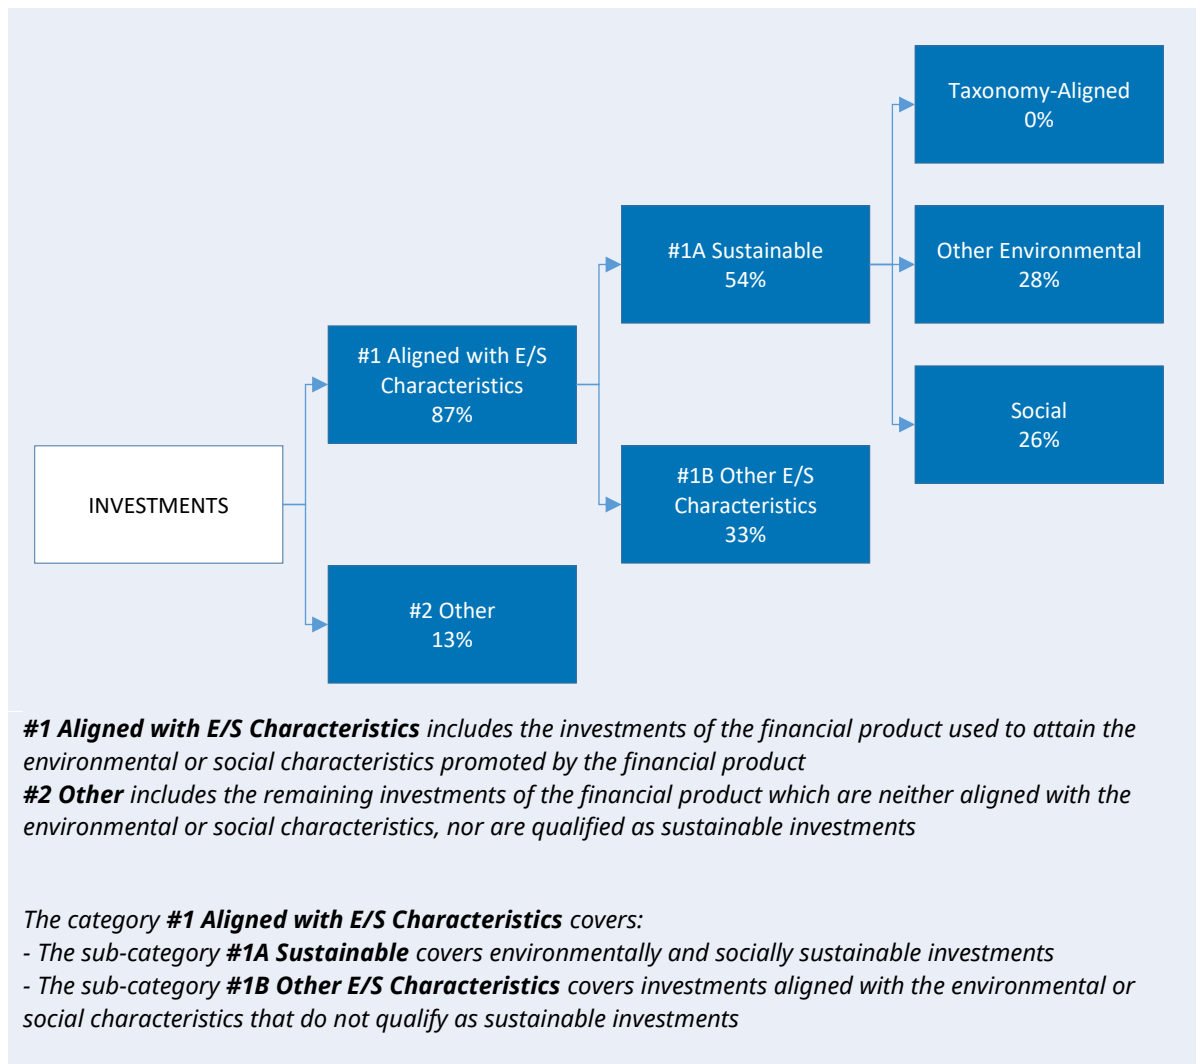 Taxonomy-Aligned
0%
#1A Sustainable
54%
Other Environmental
28%
#1 Aligned with E/S
Characteristics
87%
Social
26%
INVESTMENTS
#1B Other E/S
Characteristics
33%
#2 Other
13%
#1 Aligned with E/S Characteristics includes the investments of the financial product used to attain the
environmental or social characteristics promoted by the financial product
#2 Other includes the remaining investments of the financial product which are neither aligned with the
environmental or social characteristics, nor are qualified as sustainable investments
The category #1 Aligned with E/S Characteristics covers:
- The sub-category #1A Sustainable covers environmentally and socially sustainable investments
- The sub-category #1B Other E/S Characteristics covers investments aligned with the environmental or
social characteristics that do not qualify as sustainable investments